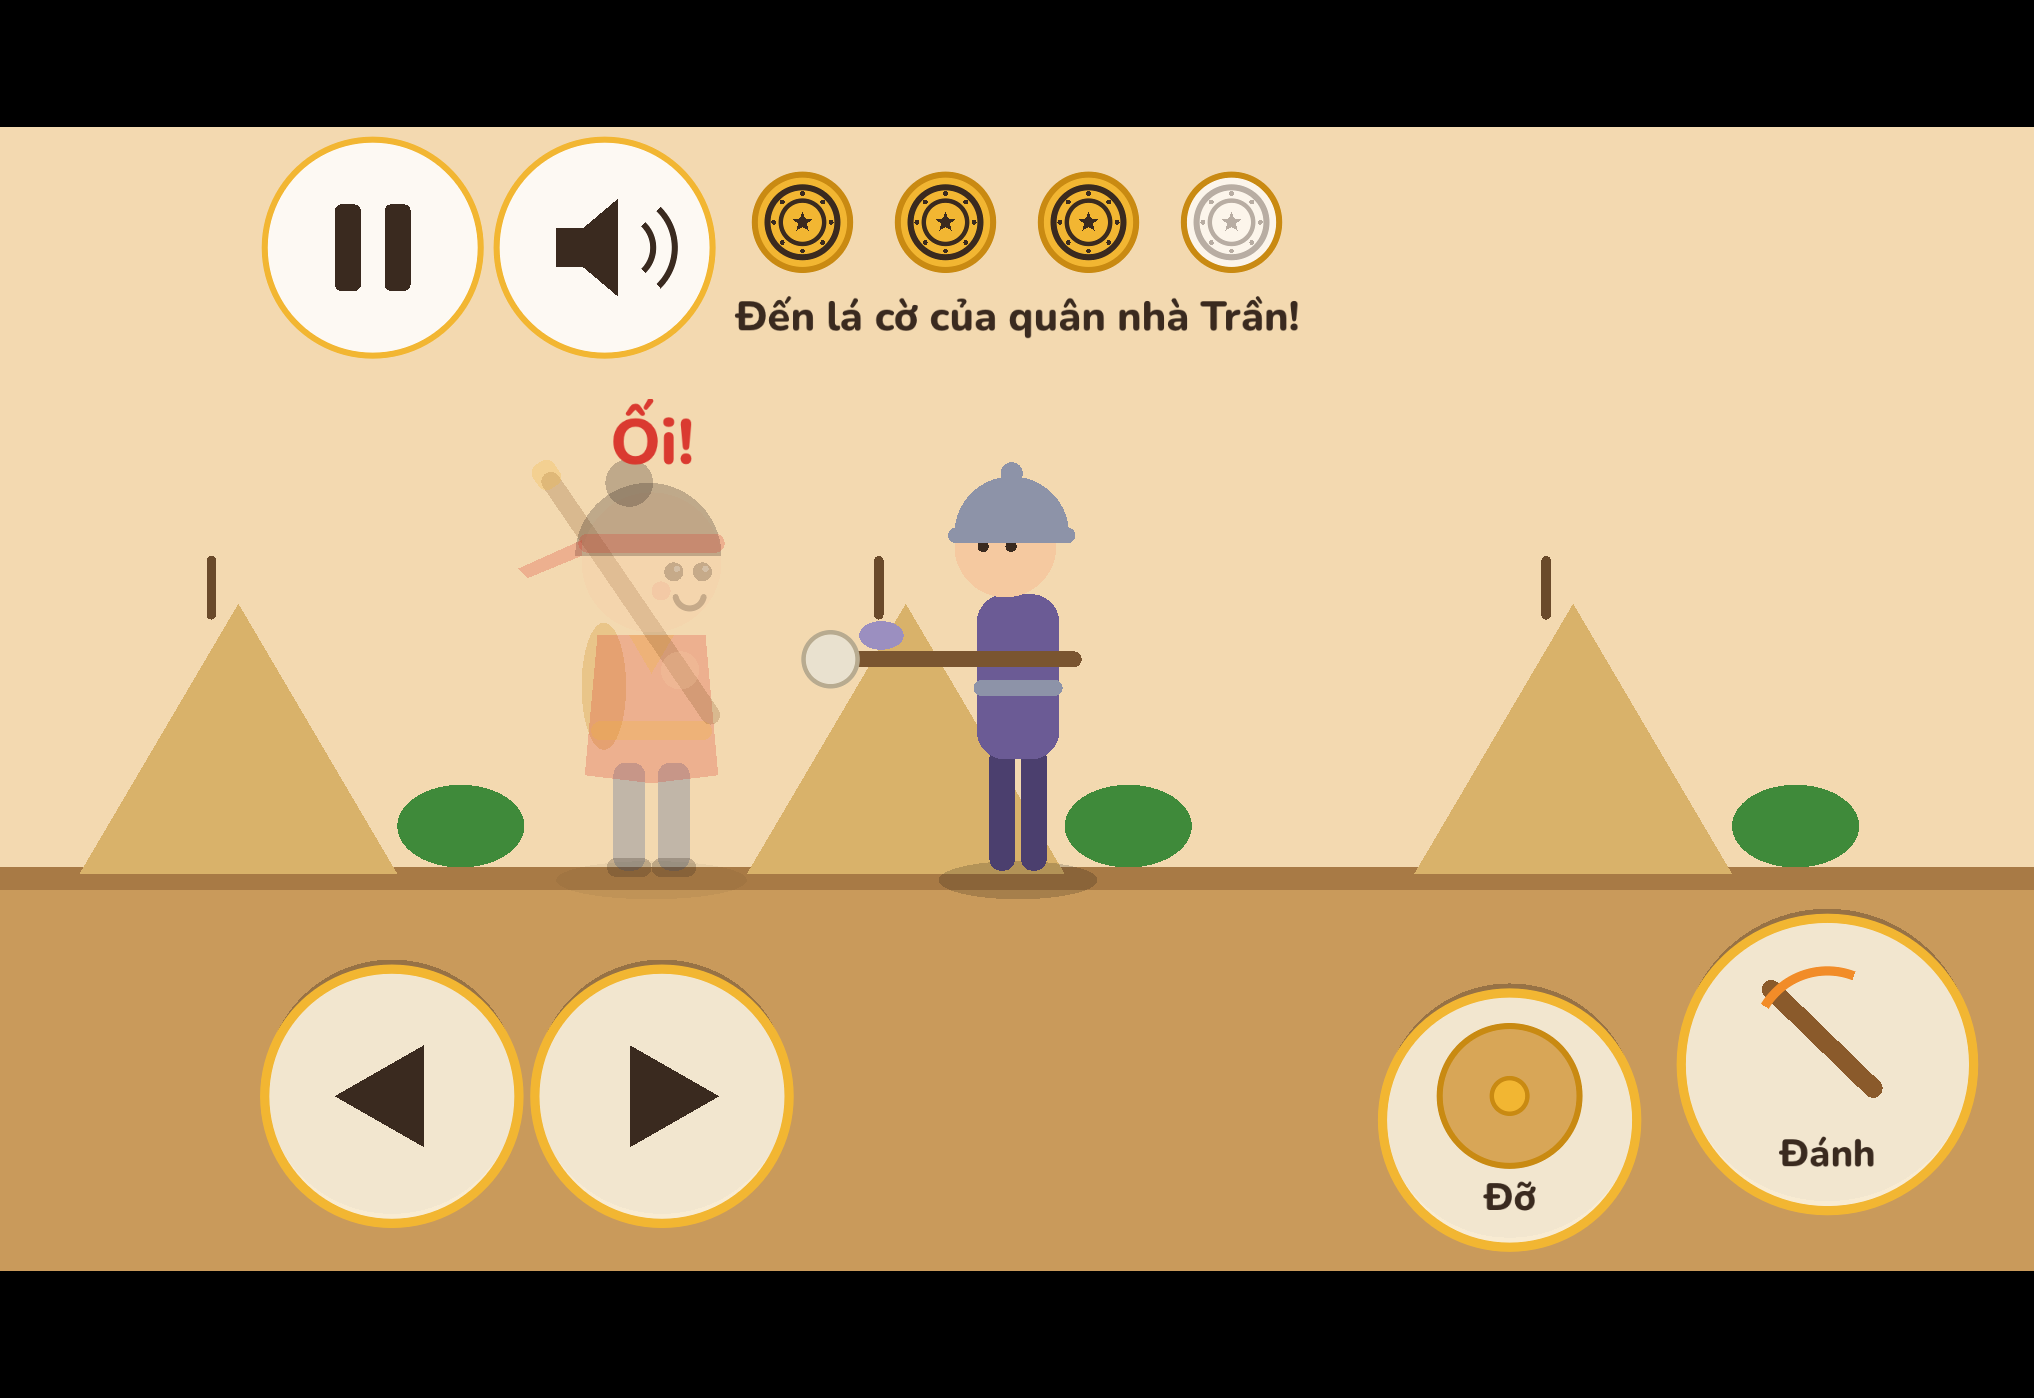 Đến lá cờ của quân nhà Trần!
Ối!
Đánh
Đỡ